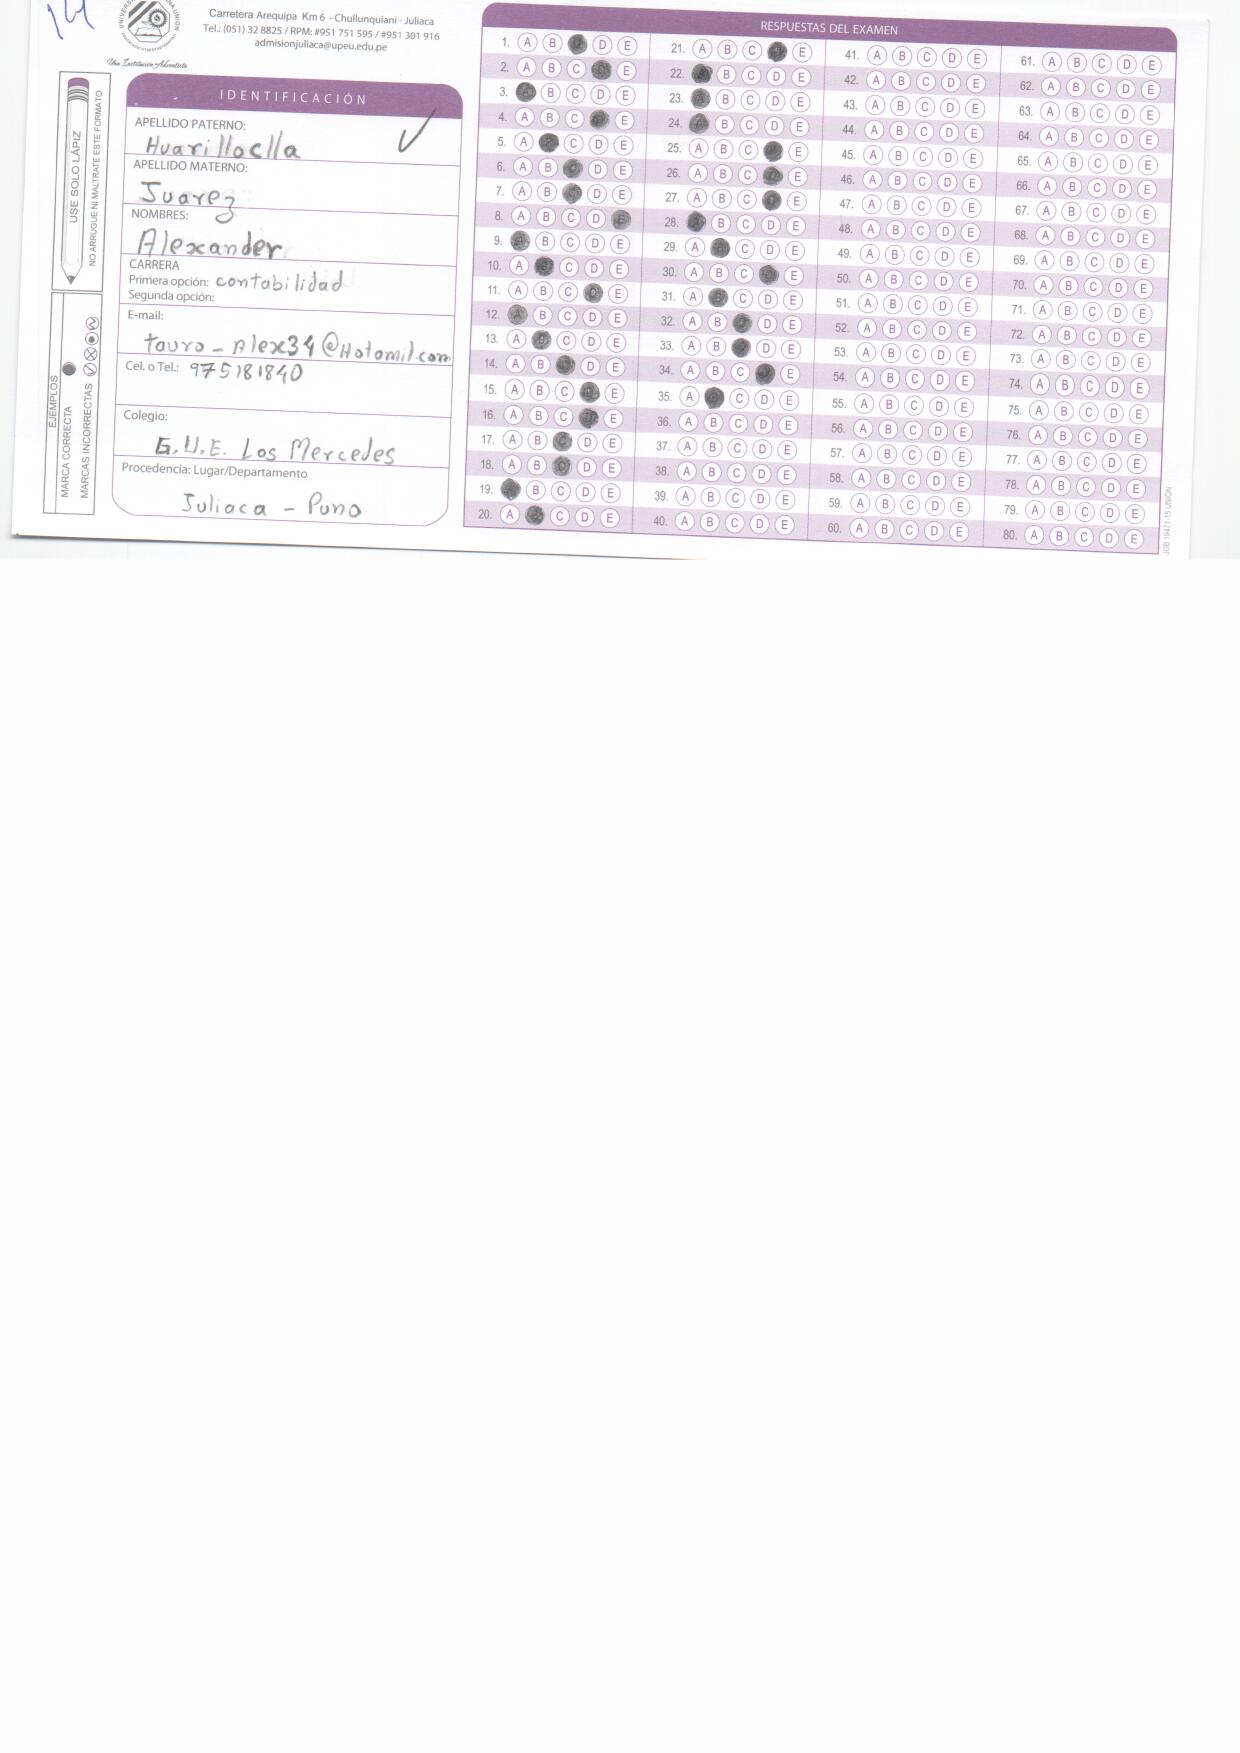 14
Carretera Arequipa Km 6 - Chullunquiani - Juliaca
Tel.: (051) 32 8825 / RPM: #951 751 595 / #951 301 916
admisionjuliaca@upeu.edu.pe
Una Institución Adventista
USE SOLO LÁPIZ
NO ARRUGUE NI MALTRATE ESTE FORMATO
EJEMPLOS
MARCA CORRECTA
MARCAS INCORRECTAS
IDENTIFICACIÓN
APELLIDO PATERNO:
Huarillaclla
APELLIDO MATERNO:
Juarez
NOMBRES:
Alexander
CARRERA
Primera opción: contabilidad
Segunda opción:
E-mail:
tauro - Alex34@Hotomil.com
Cel. o Tel.: 975181840
Colegio:
G.U.E. Los Mercedes
Procedencia: Lugar/Departamento
Juliaca - Puno
RESPUESTAS DEL EXAMEN
1. A B D E
2. A B C E
3. B C D E
4. A B C E
5. A C D E
6. A B D E
7. A B D E
8. A B C D E
9. B C D E
10. A C D E
11. A B C E
12. B C D E
13. A C D E
14. A B D E
15. A B C E
16. A B C E
17. A B D E
18. A B D E
19. B C D E
20. A C D E
21. A B C E
22. B C D E
23. B C D E
24. B C D E
25. A B C E
26. A B C E
27. A B C E
28. B C D E
29. A C D E
30. A B C E
31. A C D E
32. A B D E
33. A B D E
34. A B C E
35. A C D E
36. A B C D E
37. A B C D E
38. A B C D E
39. A B C D E
40. A B C D E
41. A B C D E
42. A B C D E
43. A B C D E
44. A B C D E
45. A B C D E
46. A B C D E
47. A B C D E
48. A B C D E
49. A B C D E
50. A B C D E
51. A B C D E
52. A B C D E
53. A B C D E
54. A B C D E
55. A B C D E
56. A B C D E
57. A B C D E
58. A B C D E
59. A B C D E
60. A B C D E
61. A B C D E
62. A B C D E
63. A B C D E
64. A B C D E
65. A B C D E
66. A B C D E
67. A B C D E
68. A B C D E
69. A B C D E
70. A B C D E
71. A B C D E
72. A B C D E
73. A B C D E
74. A B C D E
75. A B C D E
76. A B C D E
77. A B C D E
78. A B C D E
79. A B C D E
80. A B C D E
JOB 19471-15 UNIÓN